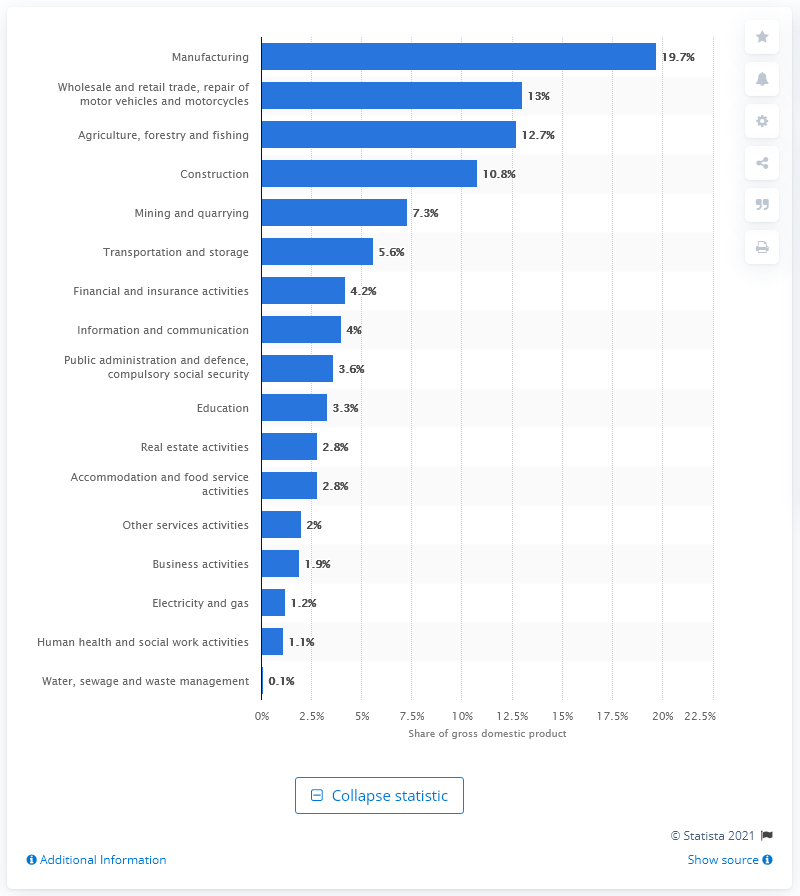 Manufacturing 19.7%
Wholesale and retail trade, repair of
motor vehicles and motorcycles 13%
Agriculture, forestry and fishing 12.7%
Construction 10.8%
Mining and quarrying 7.3%
Transportation and storage 5.6%
Financial and insurance activities 4.2%
Information and communication 4%
Public administration and defence,
compulsory social security 3.6%
Education 3.3%
Real estate activities 2.8%
Accommodation and food service
activities 2.8%
Other services activities 2%
Business activities 1.9%
Electricity and gas 1.2%
Human health and social work activities 1.1%
Water, sewage and waste management 0.1%
0% 2.5% 5% 7.5% 10% 12.5% 15% 17.5% 20% 22.5%
Share of gross domestic product
Collapse statistic
© Statista 2021
Additional Information Show source